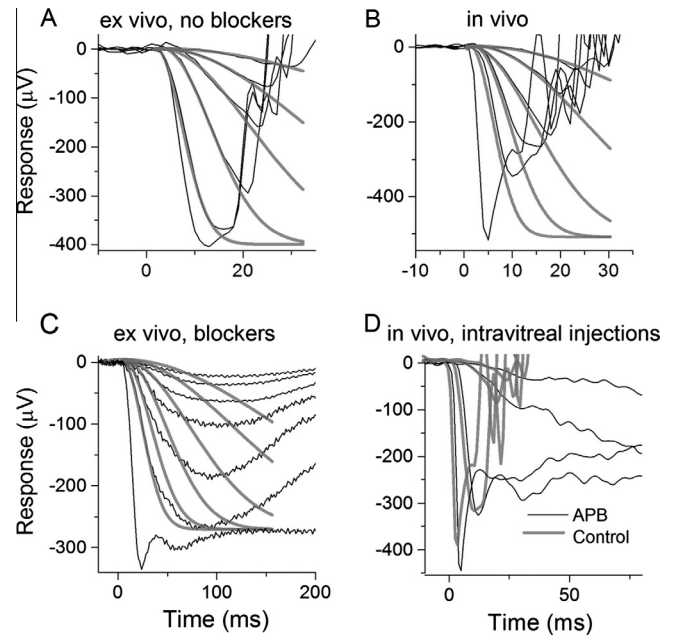 A ex vivo, no blockers
B in vivo
Response (µV)
0
-100
-200
-300
-400
0 20
0
-200
-400
-10 0 10 20 30
C ex vivo, blockers
D in vivo, intravitreal injections
Response (µV)
0
-100
-200
-300
0 50 100 150 200
Time (ms)
0
-100
-200
-300
-400
APB
Control
0 50
Time (ms)